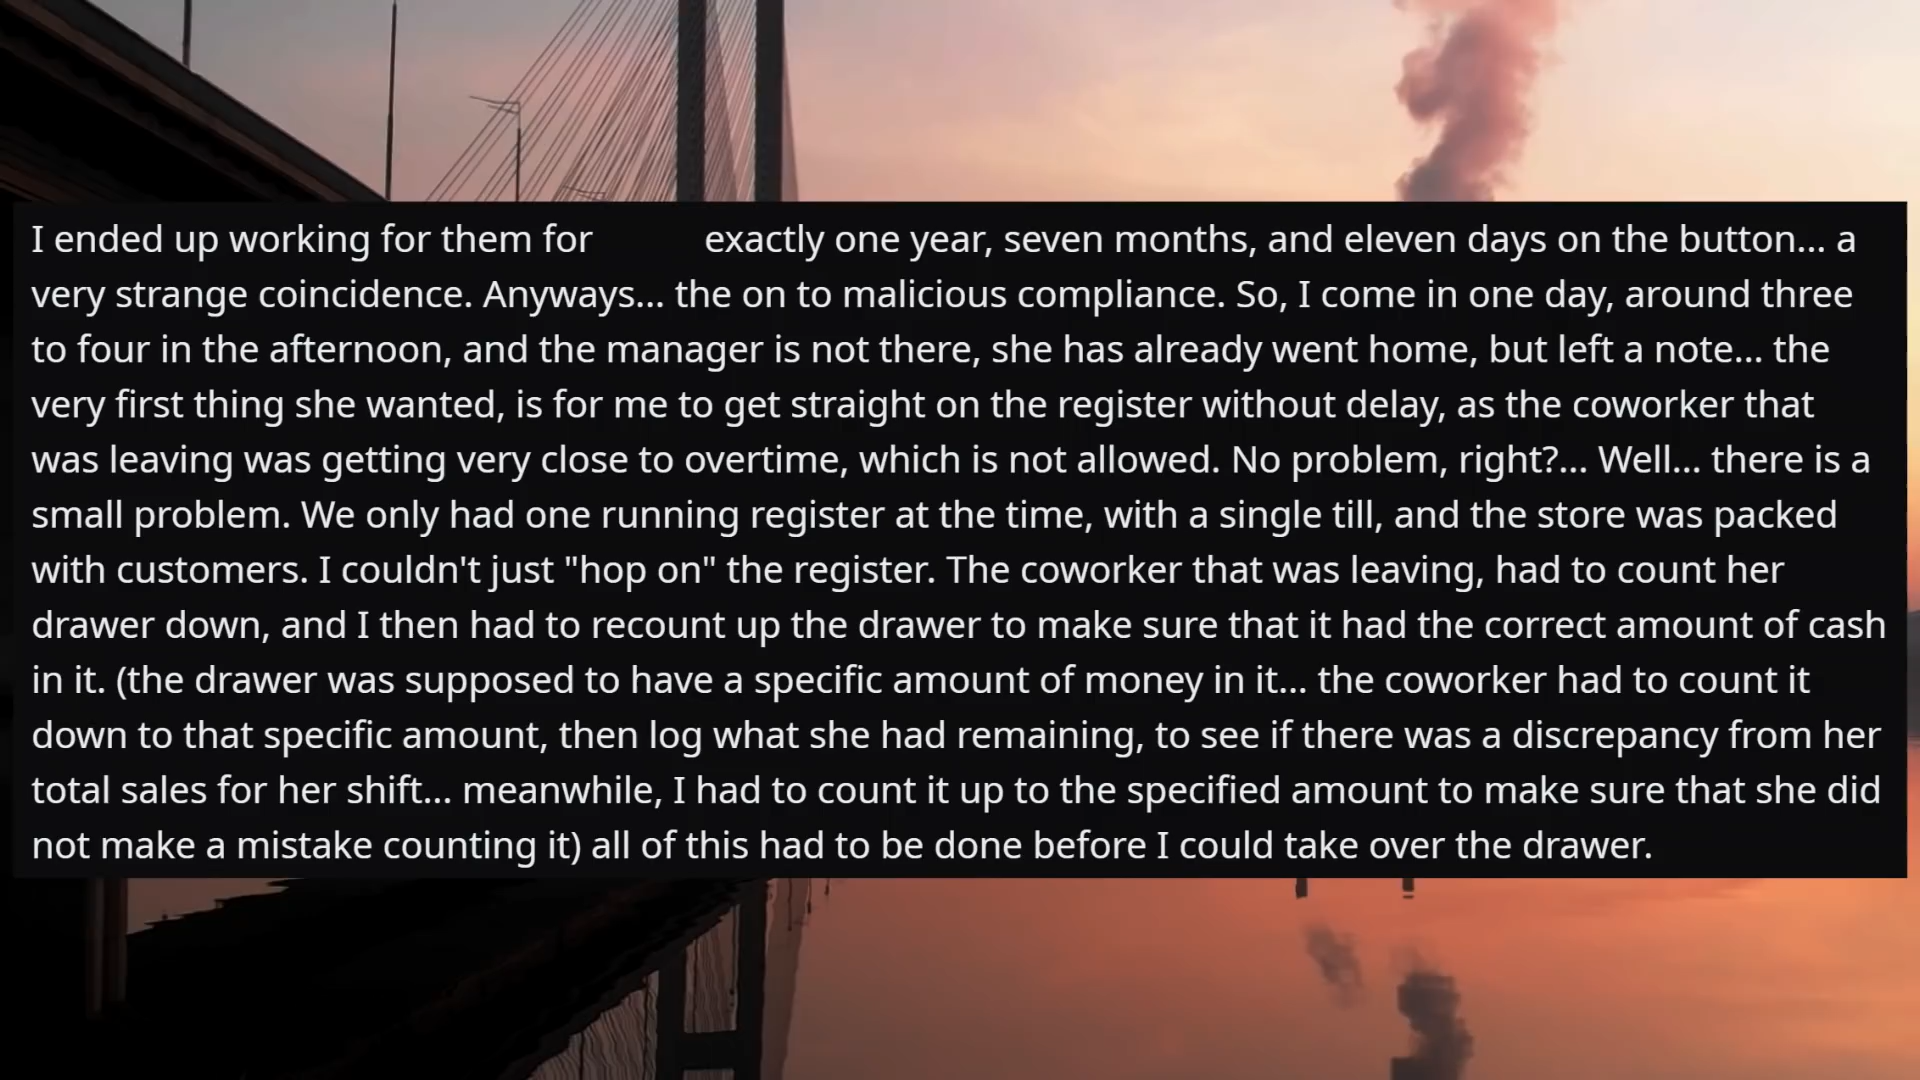 I ended up working for them for exactly one year, seven months, and eleven days on the button... a
very strange coincidence. Anyways... the on to malicious compliance. So, I come in one day, around three
to four in the afternoon, and the manager is not there, she has already went home, but left a note... the
very first thing she wanted, is for me to get straight on the register without delay, as the coworker that
was leaving was getting very close to overtime, which is not allowed. No problem, right?... Well... there is a
small problem. We only had one running register at the time, with a single till, and the store was packed
with customers. I couldn't just "hop on" the register. The coworker that was leaving, had to count her
drawer down, and I then had to recount up the drawer to make sure that it had the correct amount of cash
in it. (the drawer was supposed to have a specific amount of money in it... the coworker had to count it
down to that specific amount, then log what she had remaining, to see if there was a discrepancy from her
total sales for her shift... meanwhile, I had to count it up to the specified amount to make sure that she did
not make a mistake counting it) all of this had to be done before I could take over the drawer.